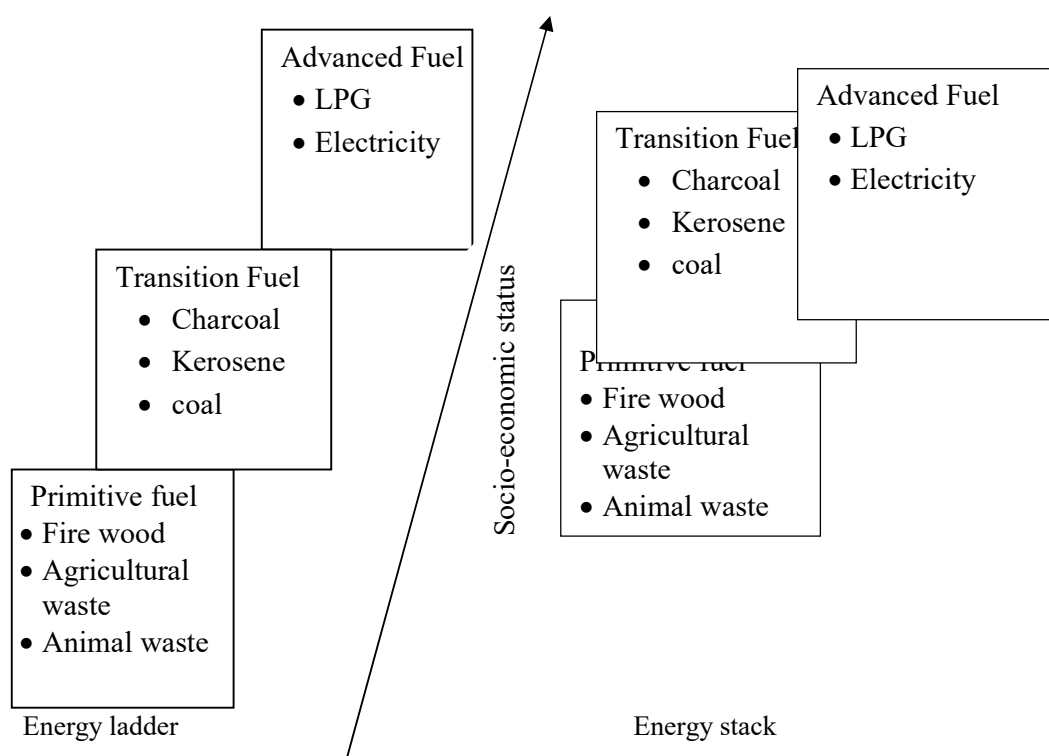 Advanced Fuel
• LPG
• Electricity
Transition Fuel
• Charcoal
• Kerosene
• coal
Primitive fuel
• Fire wood
• Agricultural
waste
• Animal waste
Energy ladder
Socio-economic status
Advanced Fuel
• LPG
• Electricity
Transition Fuel
• Charcoal
• Kerosene
• coal
Primitive fuel
• Fire wood
• Agricultural
waste
• Animal waste
Energy stack